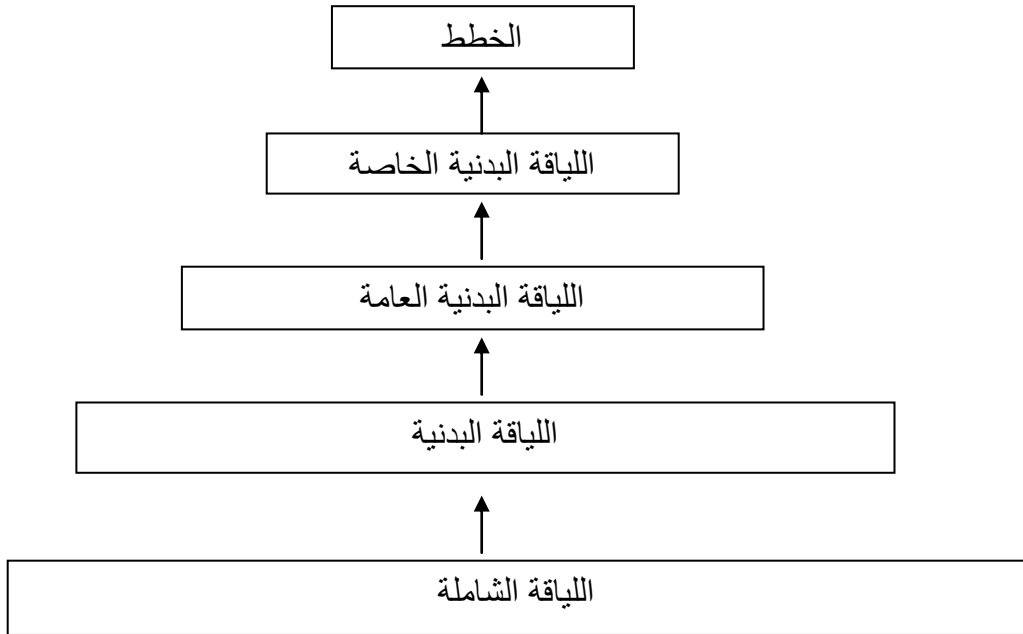 الخطط
اللياقة البدنية الخاصة
اللياقة البدنية العامة
اللياقة البدنية
اللياقة الشاملة